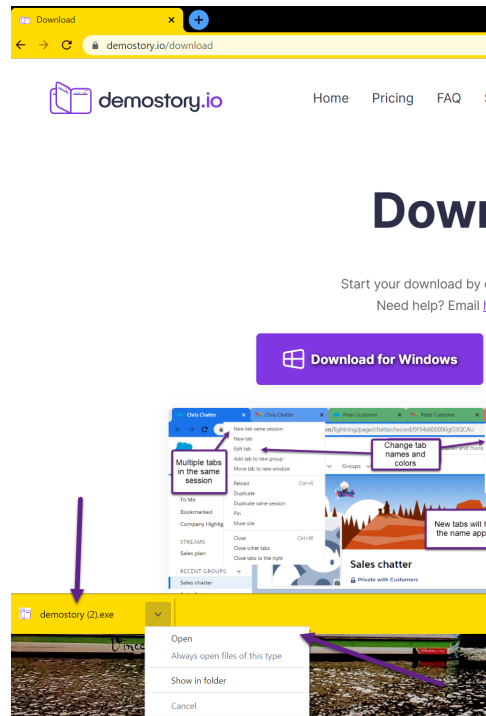 Download
demostory.io/download
demostory.io
Home Pricing FAQ
Start your download by
Need help? Email
Download for Windows
Chris Chatter Chris Chatter Peter Customer Peter Customer
New tab same session
New tab
Edit tab
Add tab to new group
Move tab to new window
Reload Ctrl+R
Duplicate
Duplicate same session
Pin
Mute site
Close Ctrl+W
Close other tabs
Close tabs to the right
Multiple tabs
in the same
session
Change tab
names and
colors
and more.
Groups
To Me
Bookmarked
Company Highlig
STREAMS
Sales plan
RECENT GROUPS +
Sales chatter
New tabs will
the name app
Sales chatter
Private with Customers
demostory (2).exe
Open
Always open files of this type
Show in folder
Cancel